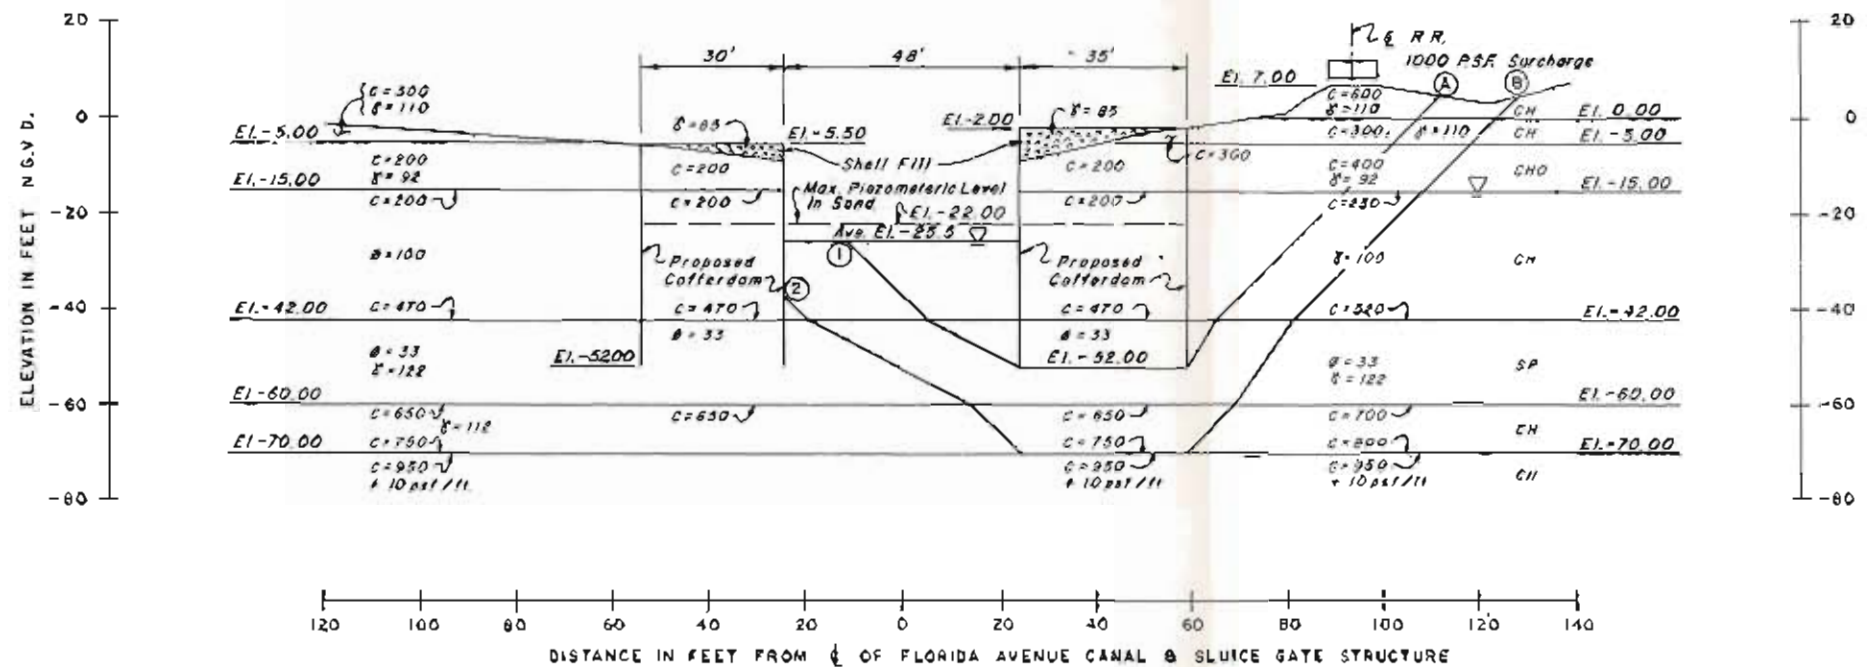 20
0
-20
-40
-60
-80
ELEVATION IN FEET N.G.V.D.
30'
48'
35'
℄ R.R.
1000 P.S.F. Surcharge
A
B
El. 7.00
C=300
γ=110
El.-5.00
γ=85
El.-5.50
El.-2.00
γ=85
C=600
γ=110
CH
El. 0.00
C=300
γ=110
CH
El.-5.00
C=200
γ=92
C=200
Shell Fill
C=200
C=300
C=400
γ=92
CHO
El.-15.00
C=200
C=200
Max. Piezometeric Level
In Sand
C=200
C=250
El.-15.00
El.-22.00
Ave. El.-25.5
1
ø=100
Proposed
Cofferdam
Proposed
Cofferdam
γ=100
CH
2
El.-42.00
C=470
C=470
C=470
C=520
El.-42.00
ø=33
γ=122
ø=33
ø=33
ø=33
γ=122
SP
El.-52.00
El.-52.00
El.-60.00
C=650
γ=112
C=650
C=650
C=700
El.-60.00
CH
El.-70.00
C=750
C=750
C=800
El.-70.00
C=950
+ 10 psf/ft.
C=950
+ 10 psf/ft
C=950
+ 10 psf/ft
CH
20
0
-20
-40
-60
-80
120 100 80 60 40 20 0 20 40 60 80 100 120 140
DISTANCE IN FEET FROM ℄ OF FLORIDA AVENUE CANAL & SLUICE GATE STRUCTURE